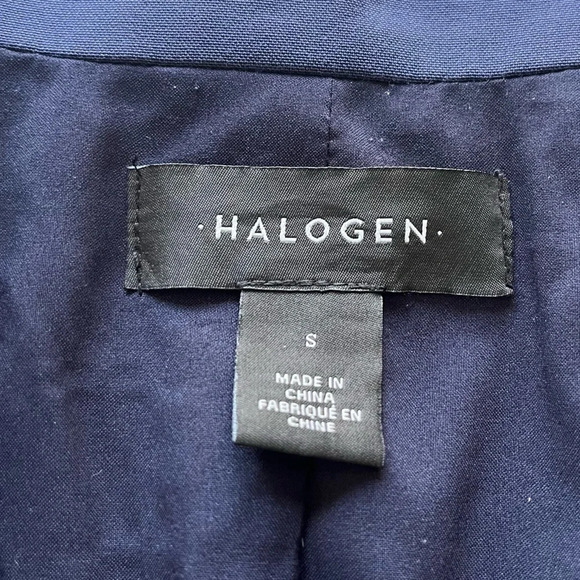 ·HALOGEN·
S
MADE IN
CHINA
FABRIQUÉ EN
CHINE